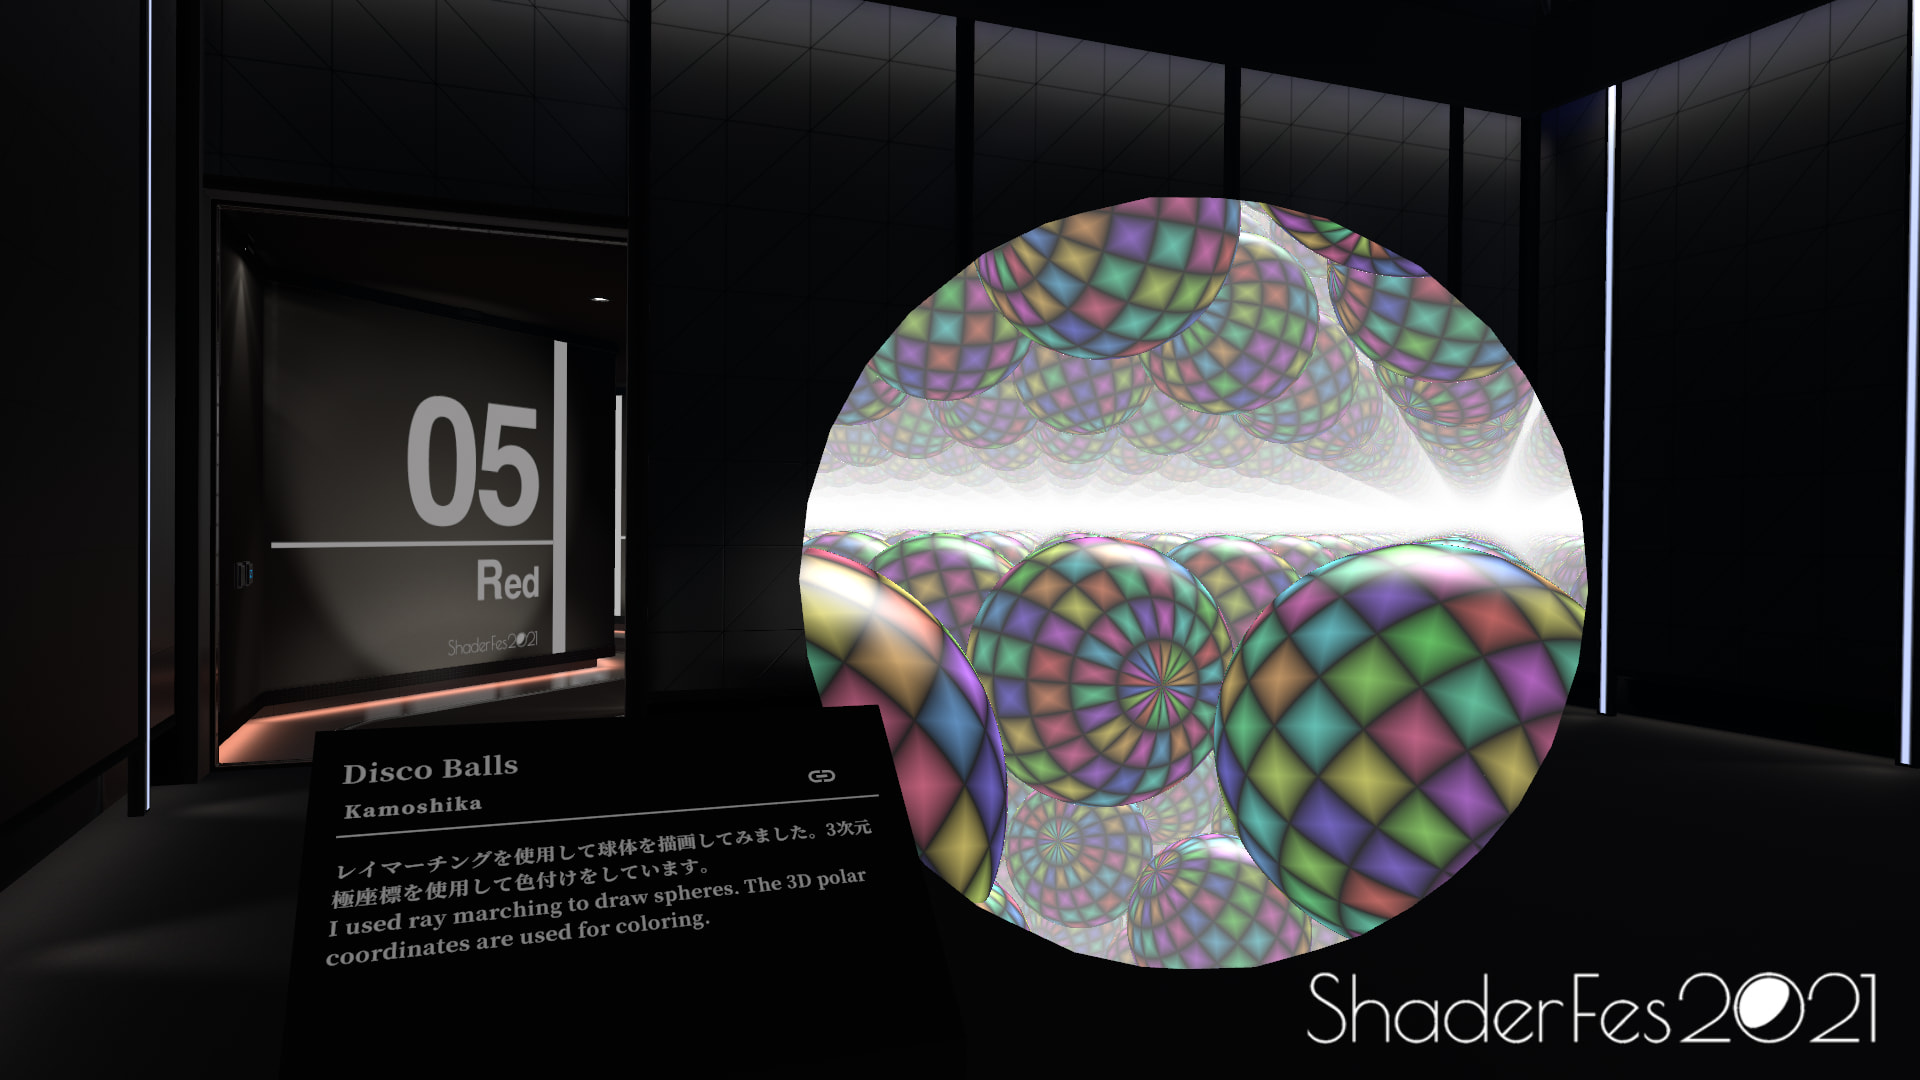 05
Red
ShaderFes2021
Disco Balls
Kamoshika
レイマーチングを使用して球体を描画してみました。3次元
極座標を使用して色付けをしています。
I used ray marching to draw spheres. The 3D polar
coordinates are used for coloring.
ShaderFes2021